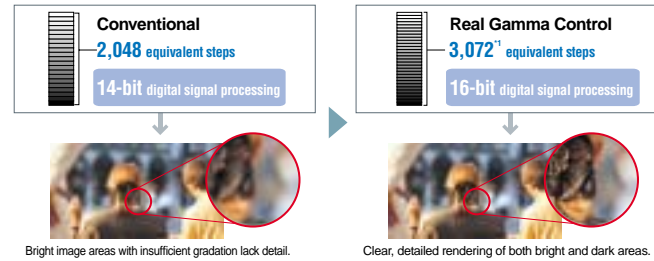 Conventional
2,048 equivalent steps
14-bit digital signal processing
Bright image areas with insufficient gradation lack detail.
Real Gamma Control
3,072*1 equivalent steps
16-bit digital signal processing
Clear, detailed rendering of both bright and dark areas.